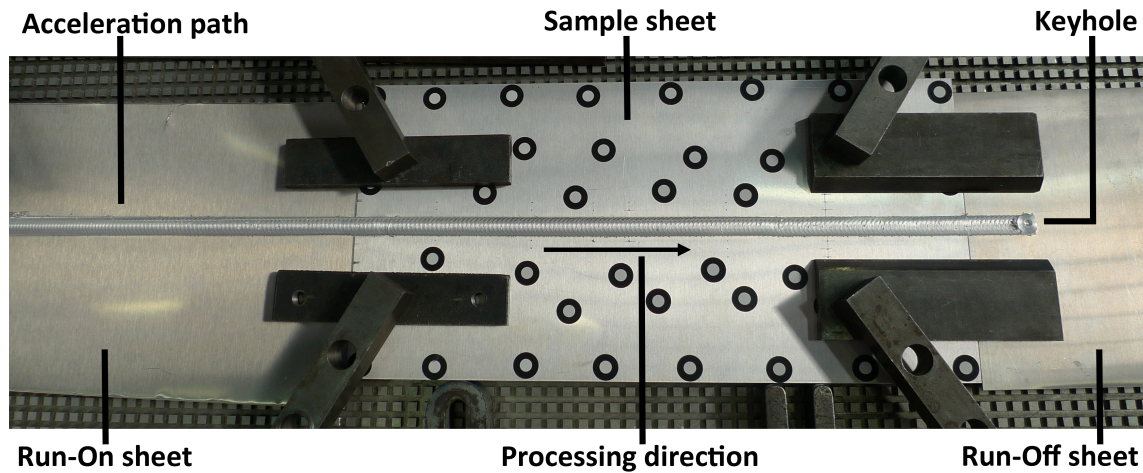 Acceleration path
Sample sheet
Keyhole
Run-On sheet
Processing direction
Run-Off sheet